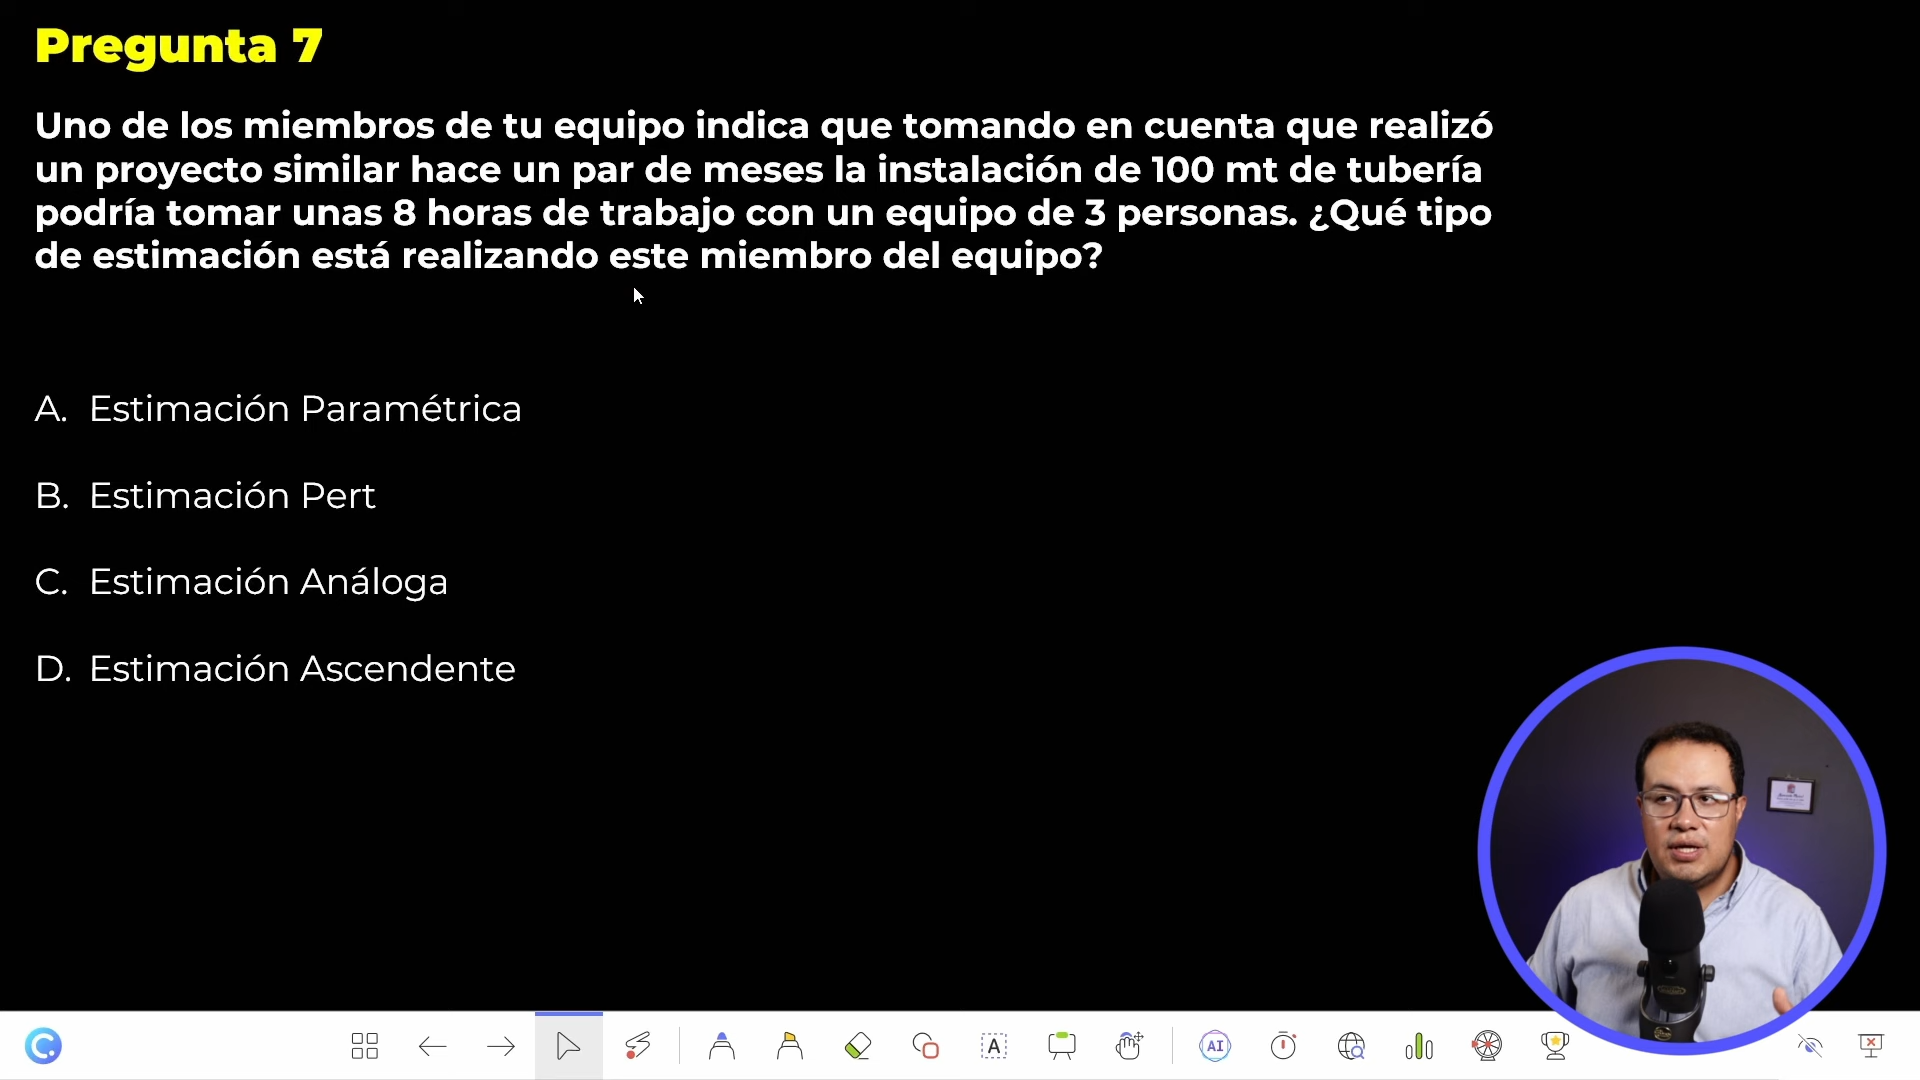 Pregunta 7
Uno de los miembros de tu equipo indica que tomando en cuenta que realizó
un proyecto similar hace un par de meses la instalación de 100 mt de tubería
podría tomar unas 8 horas de trabajo con un equipo de 3 personas. ¿Qué tipo
de estimación está realizando este miembro del equipo?
A. Estimación Paramétrica
B. Estimación Pert
C. Estimación Análoga
D. Estimación Ascendente
A
AI